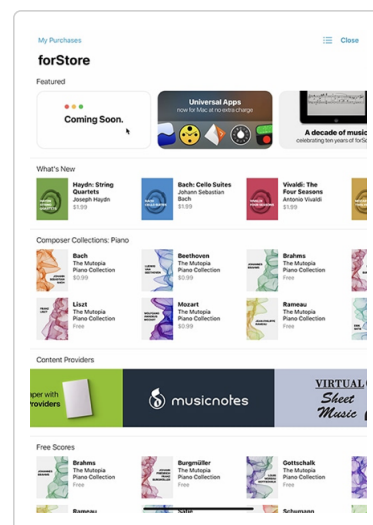 My Purchases
Close
forStore
Featured
Coming Soon.
Universal Apps
now for Mac at no extra charge
A decade of music
celebrating ten years of forSc
What's New
Haydn: String
Quartets
Joseph Haydn
$1.99
Bach: Cello Suites
Johann Sebastian
Bach
$1.99
Vivaldi: The
Four Seasons
Antonio Vivaldi
$1.99
Composer Collections: Piano
Bach
The Mutopia
Piano Collection
$0.99
Beethoven
The Mutopia
Piano Collection
$0.99
Brahms
The Mutopia
Piano Collection
Free
Liszt
The Mutopia
Piano Collection
Free
Mozart
The Mutopia
Piano Collection
$0.99
Rameau
The Mutopia
Piano Collection
Free
Content Providers
aper with
Providers
musicnotes
VIRTUAL
Sheet
Music
Free Scores
Brahms
The Mutopia
Piano Collection
Free
Burgmüller
The Mutopia
Piano Collection
Free
Gottschalk
The Mutopia
Piano Collection
Free
Rameau
Satie
Schumann